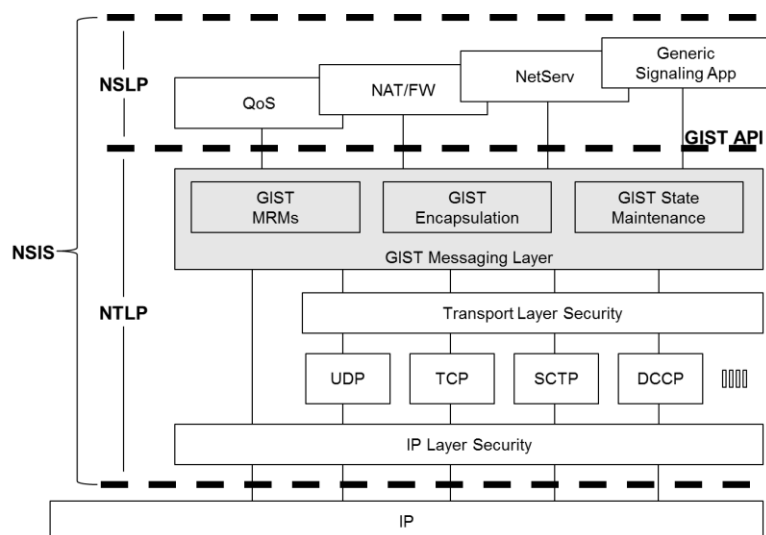 Generic
Signaling App
NetServ
NSLP
NAT/FW
QoS
GIST API
GIST
MRMs
GIST
Encapsulation
GIST State
Maintenance
NSIS
GIST Messaging Layer
NTLP
Transport Layer Security
UDP
TCP
SCTP
DCCP
IP Layer Security
IP